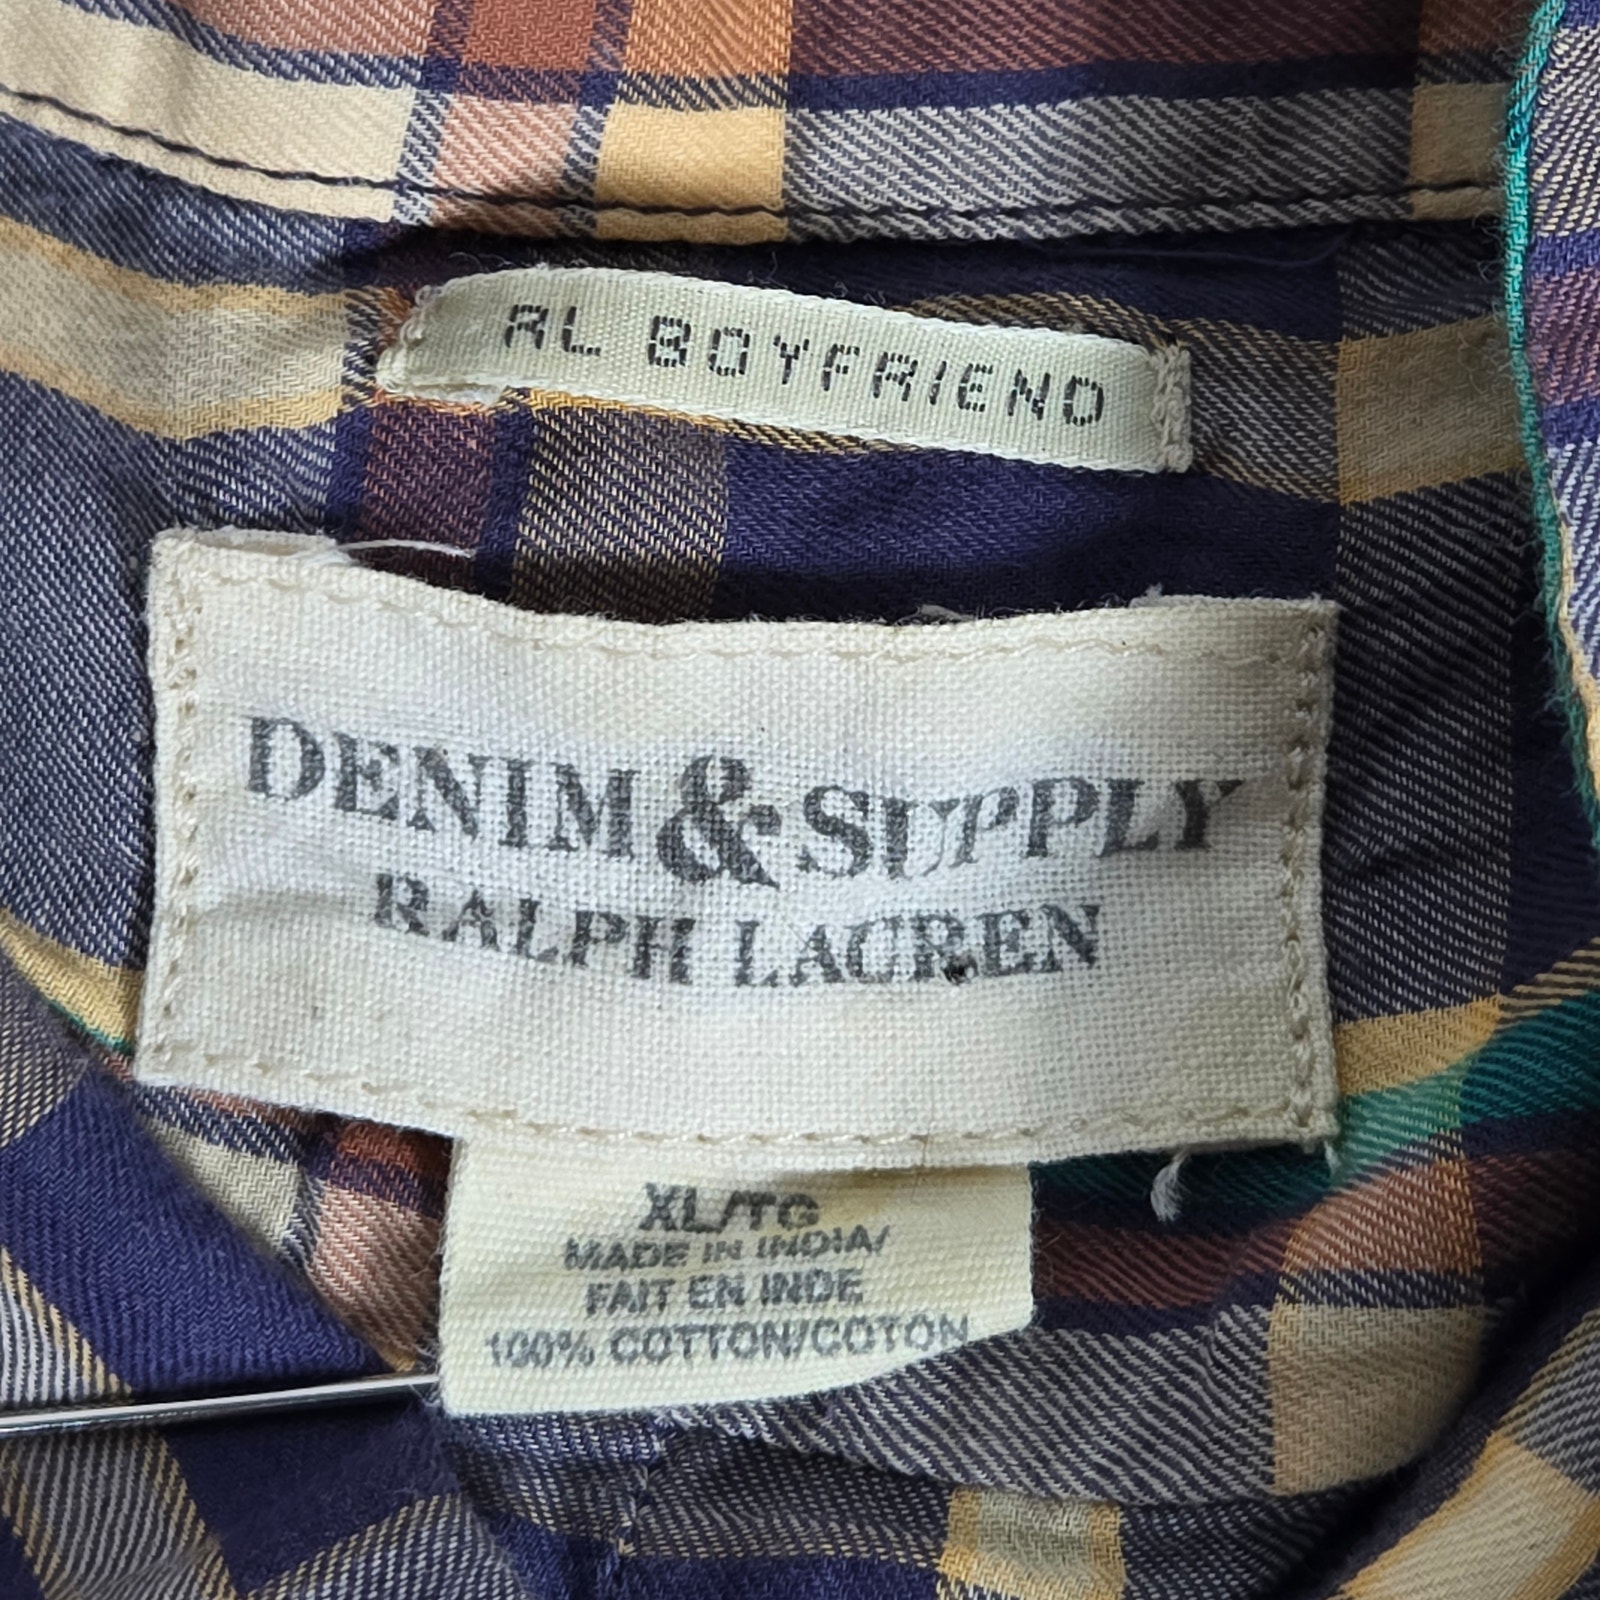 RL BOYFRIEND
DENIM & SUPPLY
RALPH LAUREN
XL/TG
MADE IN INDIA/
FAIT EN INDE
100% COTTON/COTON